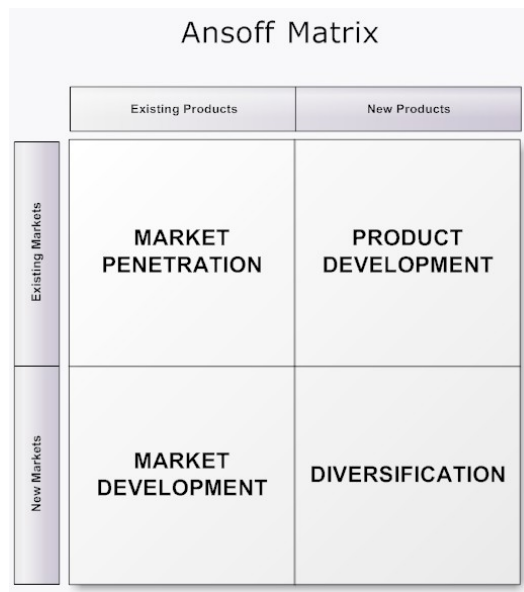 Ansoff Matrix
Existing Products
New Products
Existing Markets
MARKET
PENETRATION
PRODUCT
DEVELOPMENT
New Markets
MARKET
DEVELOPMENT
DIVERSIFICATION